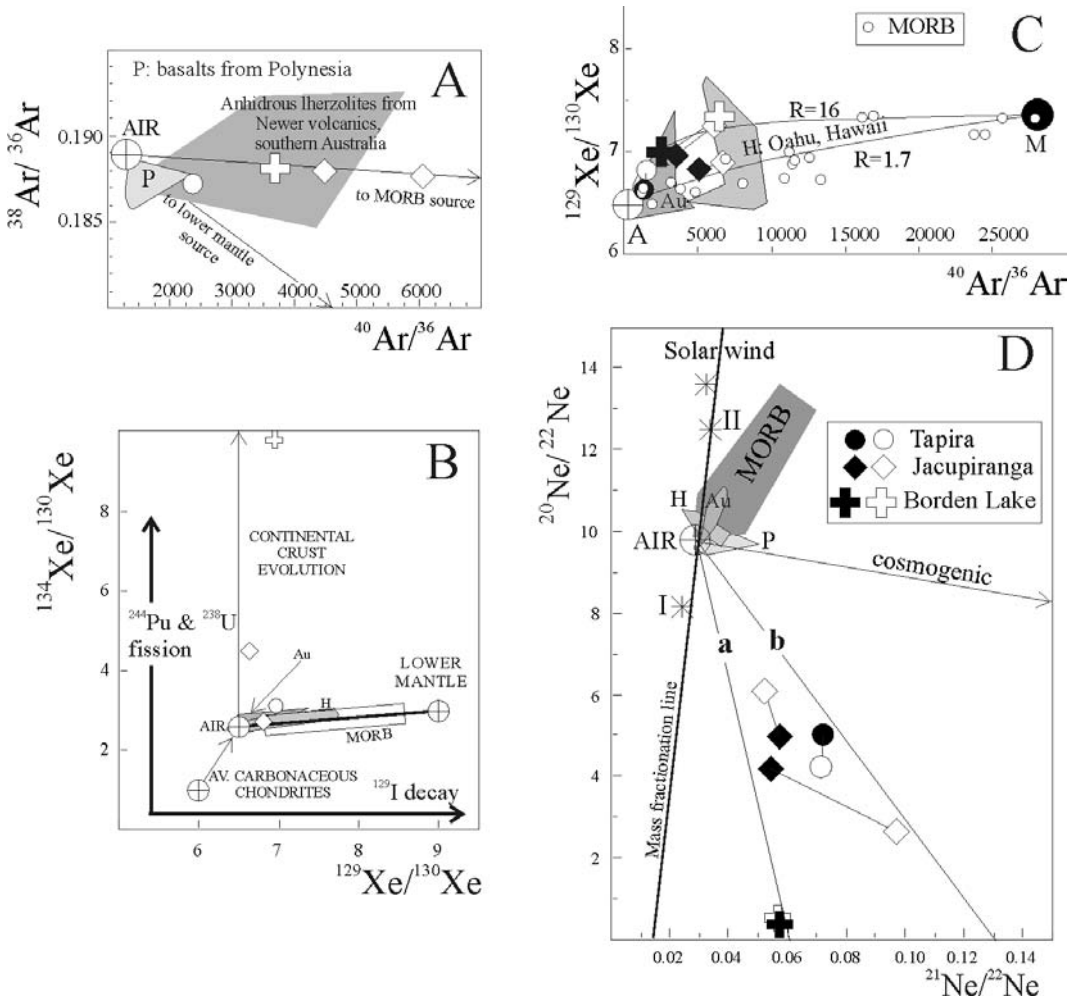 A
P: basalts from Polynesia
Anhidrous lherzolites from
Newer volcanics,
southern Australia
AIR
P
to MORB source
to lower mantle
source
0.190
0.185
³⁸Ar/ ³⁶Ar
2000 3000 4000 5000 6000
⁴⁰Ar/³⁶Ar
MORB
C
8
7
6
¹²⁹Xe/¹³⁰Xe
R=16
H: Oahu, Hawaii
R=1.7
M
Au
A
5000 10000 15000 20000 25000
⁴⁰Ar/³⁶Ar
B
8
6
4
2
¹³⁴Xe/¹³⁰Xe
CONTINENTAL
CRUST
EVOLUTION
²⁴⁴Pu & ²³⁸U
fission
Au
LOWER
MANTLE
H
AIR
MORB
AV. CARBONACEOUS
CHONDRITES
¹²⁹I decay
6 7 8 9
¹²⁹Xe/¹³⁰Xe
D
Solar wind
II
MORB
Tapira
Jacupiranga
Borden Lake
H
Au
AIR
P
cosmogenic
I
a
b
Mass fractionation line
14
12
10
8
6
4
2
²⁰Ne/²²Ne
0.02 0.04 0.06 0.08 0.10 0.12 0.14
²¹Ne/²²Ne